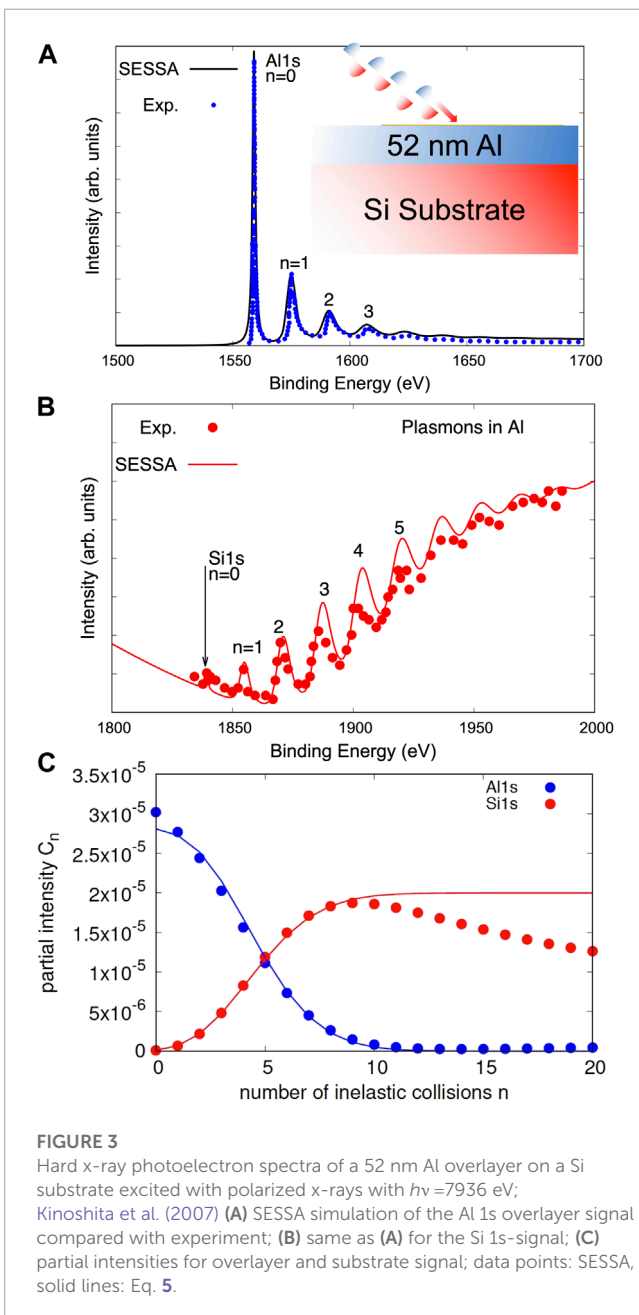 A
SESSA
Exp.
Al1s
n=0
52 nm Al
Si Substrate
n=1
2
3
Intensity (arb. units)
1500 1550 1600 1650 1700
Binding Energy (eV)
B
Exp.
Plasmons in Al
SESSA
Si1s
n=0
n=1
2
3
4
5
Intensity (arb. units)
1800 1850 1900 1950 2000
Binding Energy (eV)
C
3.5x10⁻⁵
3x10⁻⁵
2.5x10⁻⁵
2x10⁻⁵
1.5x10⁻⁵
1x10⁻⁵
5x10⁻⁶
0
partial intensity Cₙ
Al1s
Si1s
0 5 10 15 20
number of inelastic collisions n
FIGURE 3
Hard x-ray photoelectron spectra of a 52 nm Al overlayer on a Si
substrate excited with polarized x-rays with hν =7936 eV;
Kinoshita et al. (2007) (A) SESSA simulation of the Al 1s overlayer signal
compared with experiment; (B) same as (A) for the Si 1s-signal; (C)
partial intensities for overlayer and substrate signal; data points: SESSA,
solid lines: Eq. 5.